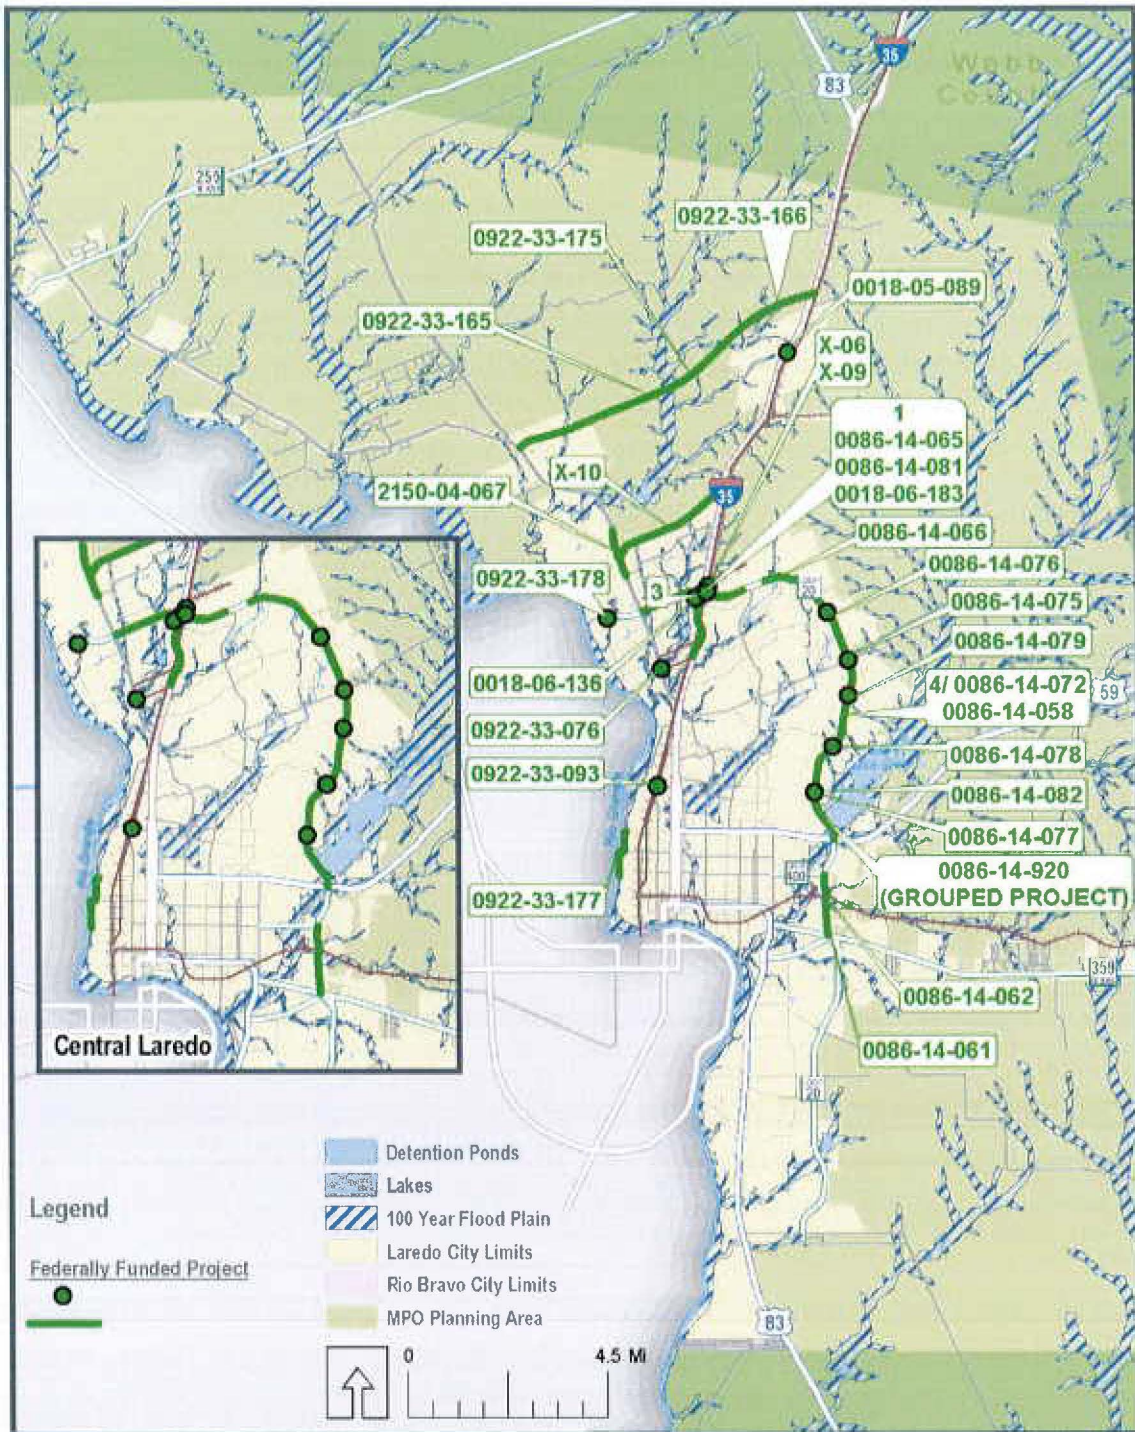 35
Webb
County
83
255
0922-33-166
0922-33-175
0018-05-089
0922-33-165
X-06
X-09
1
0086-14-065
0086-14-081
0018-06-183
X-10
35
2150-04-067
0086-14-066
0922-33-178
3
20
0086-14-076
0086-14-075
0086-14-079
0018-06-136
4/ 0086-14-072
0086-14-058
59
0922-33-076
0086-14-078
0922-33-093
0086-14-082
0086-14-077
0922-33-177
400
0086-14-920
(GROUPED PROJECT)
359
0086-14-062
0086-14-061
Central Laredo
20
Legend
Federally Funded Project
Detention Ponds
Lakes
100 Year Flood Plain
Laredo City Limits
Rio Bravo City Limits
MPO Planning Area
83
0
4.5 Mi